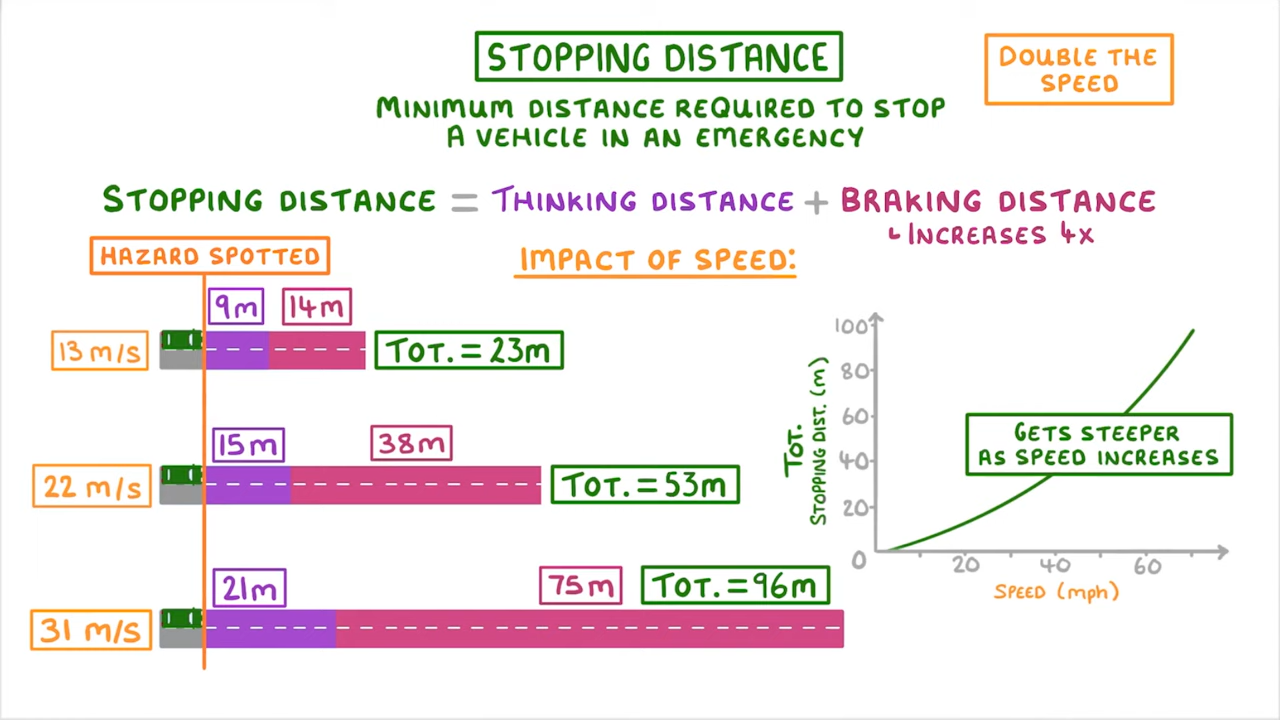 STOPPING DISTANCE
DOUBLE THE
SPEED
MINIMUM DISTANCE REQUIRED TO STOP
A VEHICLE IN AN EMERGENCY
STOPPING DISTANCE = THINKING DISTANCE + BRAKING DISTANCE
↳ INCREASES 4x
HAZARD SPOTTED
IMPACT OF SPEED:
9m 14m
13 m/s
TOT. = 23m
15m 38m
22 m/s
TOT. = 53m
21m 75m TOT. = 96m
31 m/s
100
80
60
40
20
0
TOT.
STOPPING DIST. (m)
GETS STEEPER
AS SPEED INCREASES
20 40 60
SPEED (mph)